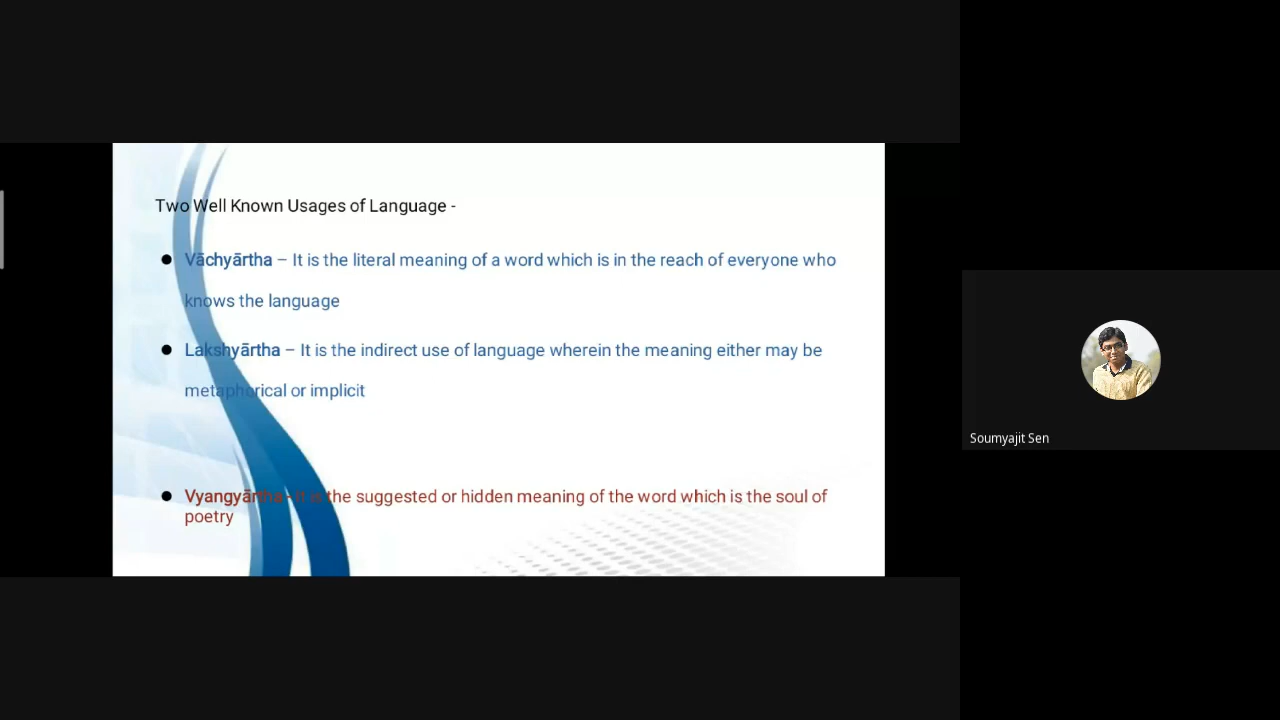 Two Well Known Usages of Language -
● Vāchyārtha – It is the literal meaning of a word which is in the reach of everyone who
knows the language
● Lakshyārtha – It is the indirect use of language wherein the meaning either may be
metaphorical or implicit
● Vyangyārtha - It is the suggested or hidden meaning of the word which is the soul of
poetry
Soumyajit Sen